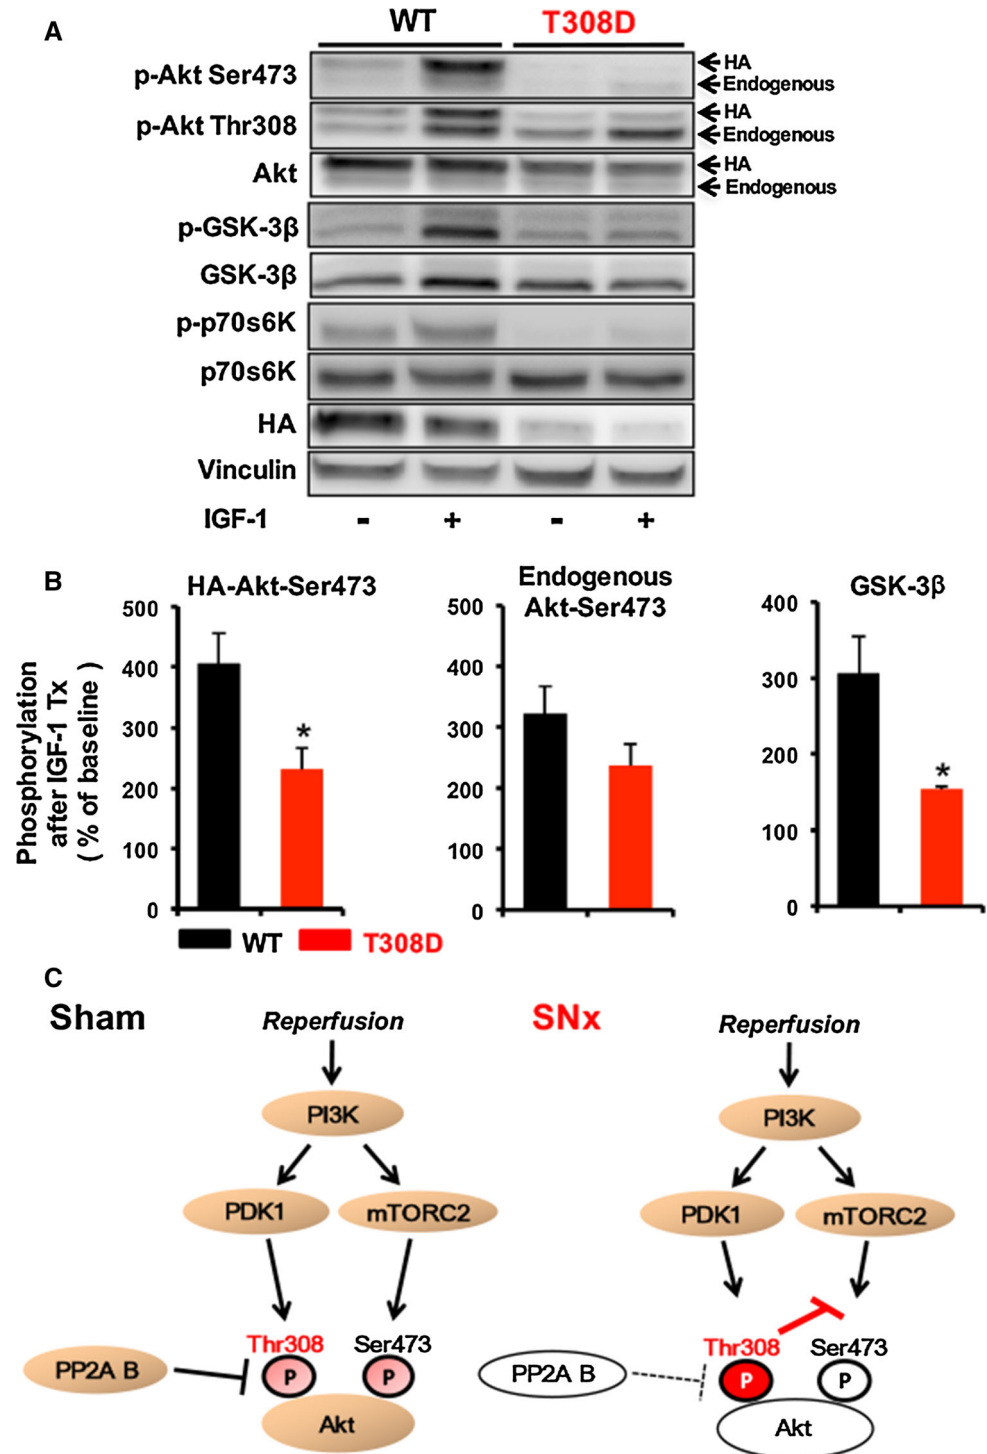 A
WT T308D
p-Akt Ser473
HA
Endogenous
p-Akt Thr308
HA
Endogenous
Akt
HA
Endogenous
p-GSK-3β
GSK-3β
p-p70s6K
p70s6K
HA
Vinculin
IGF-1 - + - +
B
Phosphorylation
after IGF-1 Tx
( % of baseline )
HA-Akt-Ser473
500
400
300
200
100
0
*
Endogenous
Akt-Ser473
500
400
300
200
100
0
GSK-3β
400
300
200
100
0
*
WT T308D
C
Sham
Reperfusion
PI3K
PDK1 mTORC2
Thr308 Ser473
PP2A B
P P
Akt
SNx
Reperfusion
PI3K
PDK1 mTORC2
Thr308 Ser473
PP2A B
P P
Akt